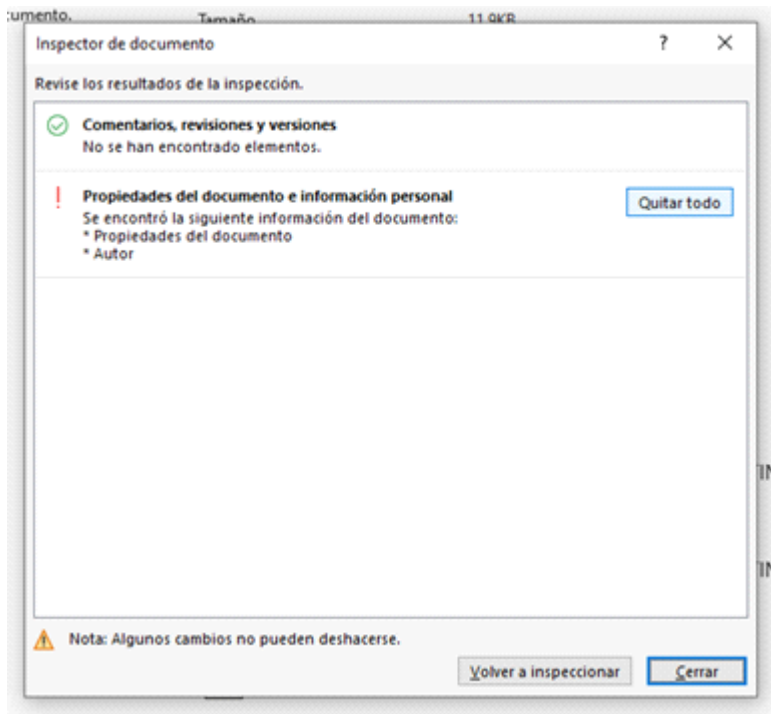 Tamaño 11,9KB
Inspector de documento ? ×
Revise los resultados de la inspección.
Comentarios, revisiones y versiones
No se han encontrado elementos.
Propiedades del documento e información personal
Quitar todo
Se encontró la siguiente información del documento:
* Propiedades del documento
* Autor
Nota: Algunos cambios no pueden deshacerse.
Volver a inspeccionar Cerrar